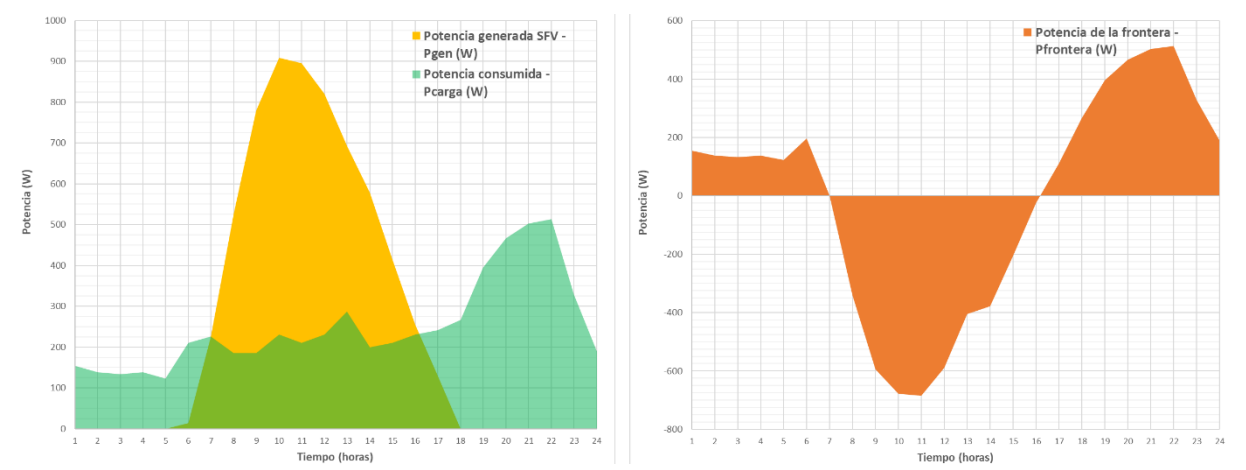 Potencia generada SFV -
Pgen (W)
Potencia consumida -
Pcarga (W)
1000
900
800
700
600
500
400
300
200
100
0
Potencia (W)
1 2 3 4 5 6 7 8 9 10 11 12 13 14 15 16 17 18 19 20 21 22 23 24
Tiempo (horas)
Potencia de la frontera -
Pfrontera (W)
600
400
200
0
-200
-400
-600
-800
Potencia (W)
1 2 3 4 5 6 7 8 9 10 11 12 13 14 15 16 17 18 19 20 21 22 23 24
Tiempo (horas)